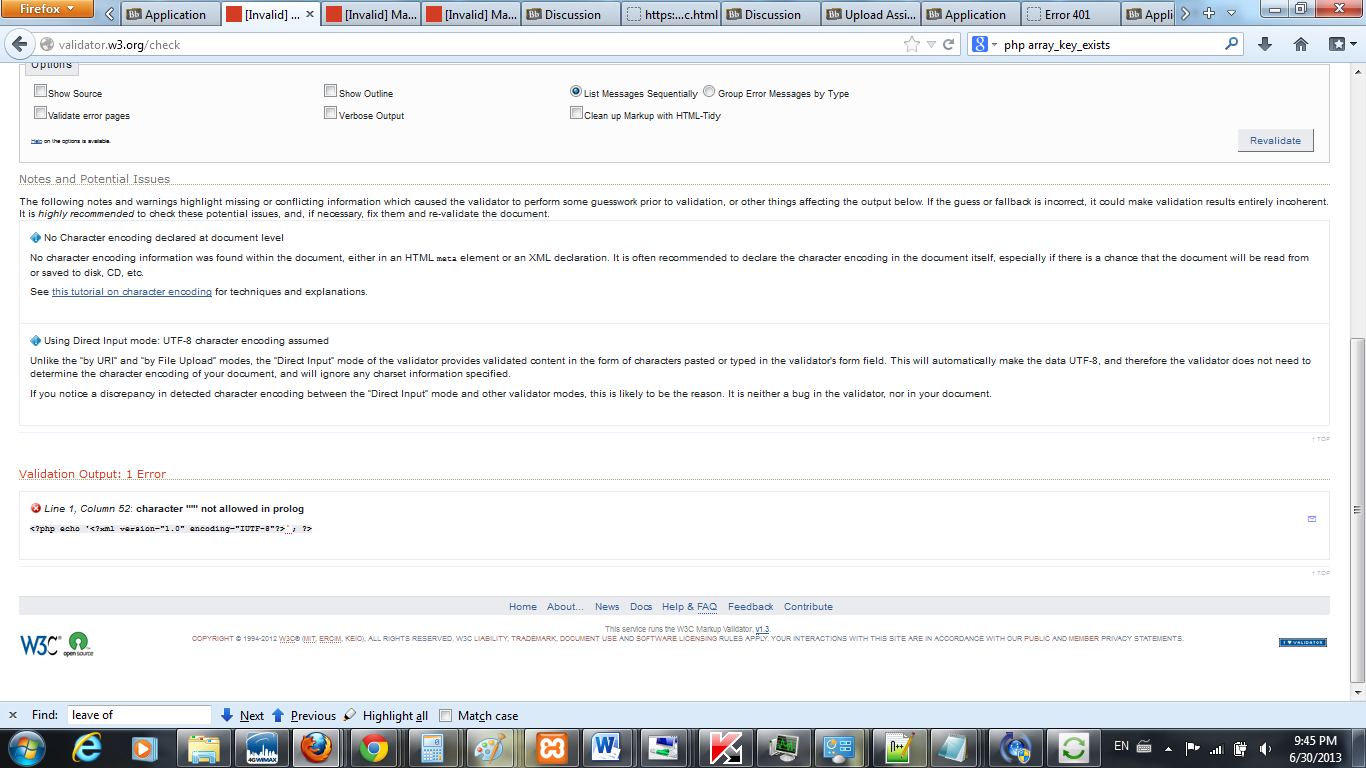 Firefox
Application
[Invalid] ...
[Invalid] Ma...
[Invalid] Ma...
Discussion
https:...c.html
Discussion
Upload Assi...
Application
Error 401
Appli
validator.w3.org/check
php array_key_exists
Options
Show Source
Show Outline
List Messages Sequentially
Group Error Messages by Type
Validate error pages
Verbose Output
Clean up Markup with HTML-Tidy
Help on the options is available.
Revalidate
Notes and Potential Issues
The following notes and warnings highlight missing or conflicting information which caused the validator to perform some guesswork prior to validation, or other things affecting the output below. If the guess or fallback is incorrect, it could make validation results entirely incoherent.
It is highly recommended to check these potential issues, and, if necessary, fix them and re-validate the document.
No Character encoding declared at document level
No character encoding information was found within the document, either in an HTML meta element or an XML declaration. It is often recommended to declare the character encoding in the document itself, especially if there is a chance that the document will be read from
or saved to disk, CD, etc.
See this tutorial on character encoding for techniques and explanations.
Using Direct Input mode: UTF-8 character encoding assumed
Unlike the "by URI" and "by File Upload" modes, the "Direct Input" mode of the validator provides validated content in the form of characters pasted or typed in the validator's form field. This will automatically make the data UTF-8, and therefore the validator does not need to
determine the character encoding of your document, and will ignore any charset information specified.
If you notice a discrepancy in detected character encoding between the "Direct Input" mode and other validator modes, this is likely to be the reason. It is neither a bug in the validator, nor in your document.
↑ TOP
Validation Output: 1 Error
Line 1, Column 52: character "'" not allowed in prolog
<?php echo '<?xml version="1.0" encoding="IUTF-8"?>'; ?>
↑ TOP
Home About... News Docs Help & FAQ Feedback Contribute
This service runs the W3C Markup Validator, v1.3.
COPYRIGHT © 1994-2012 W3C® (MIT, ERCIM, KEIO), ALL RIGHTS RESERVED. W3C LIABILITY, TRADEMARK, DOCUMENT USE AND SOFTWARE LICENSING RULES APPLY. YOUR INTERACTIONS WITH THIS SITE ARE IN ACCORDANCE WITH OUR PUBLIC AND MEMBER PRIVACY STATEMENTS.
W3C®
open source
I ♥ VALIDATOR
Find: leave of Next Previous Highlight all Match case
4G WIMAX
EN
9:45 PM
6/30/2013